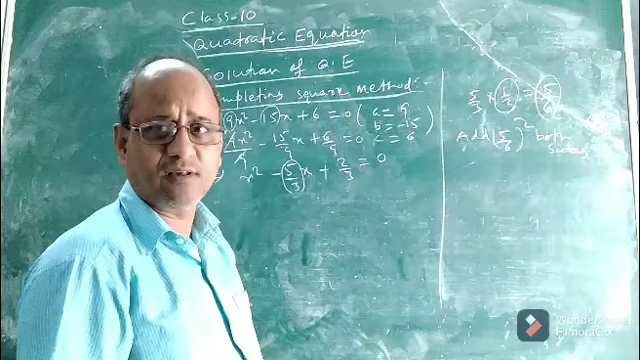 Class-10
Quadratic Equation
Solution of Q.E
Completing square method:-
9x² - 15x + 6 = 0 ( a = 9
b = -15
c = 6 )
9x²/9 - 15/9 x + 6/9 = 0
x² - 5/3 x + 2/3 = 0
5/3 × 1/2 = 5/6
Add (5/6)² both
sides
Wondershare
FilmoraGo